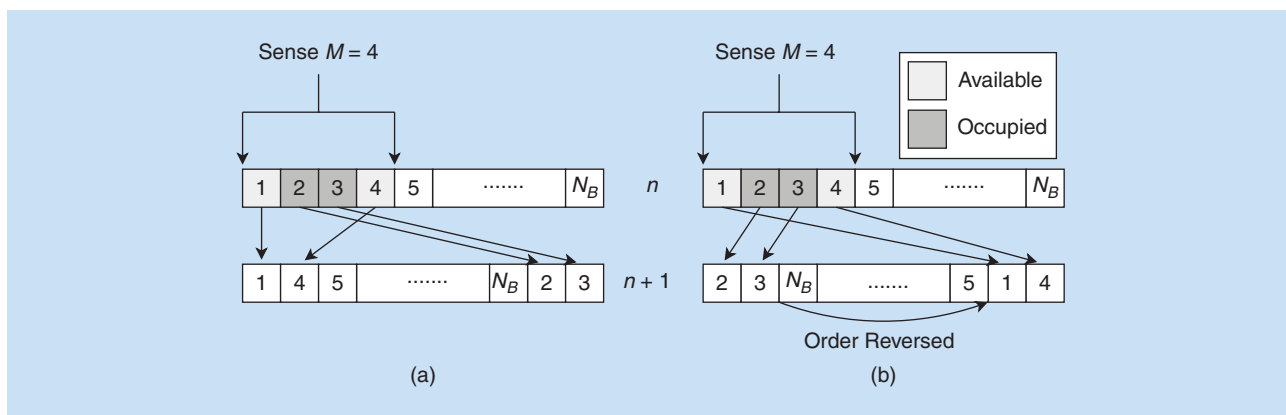 Sense M = 4
Sense M = 4
Available
Occupied
1 2 3 4 5 ....... N_B
n
1 2 3 4 5 ....... N_B
1 4 5 ....... N_B 2 3
n + 1
2 3 N_B ....... 5 1 4
Order Reversed
(a)
(b)